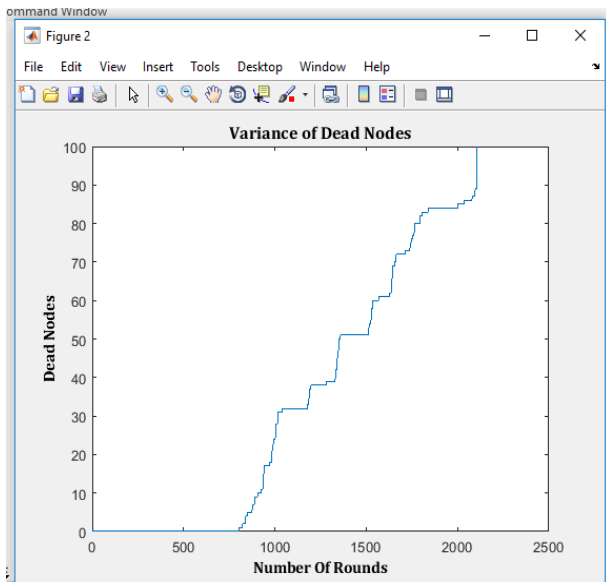 ommand Window
Figure 2
File Edit View Insert Tools Desktop Window Help
Variance of Dead Nodes
100
90
80
70
60
50
40
30
20
10
0
Dead Nodes
0 500 1000 1500 2000 2500
Number Of Rounds